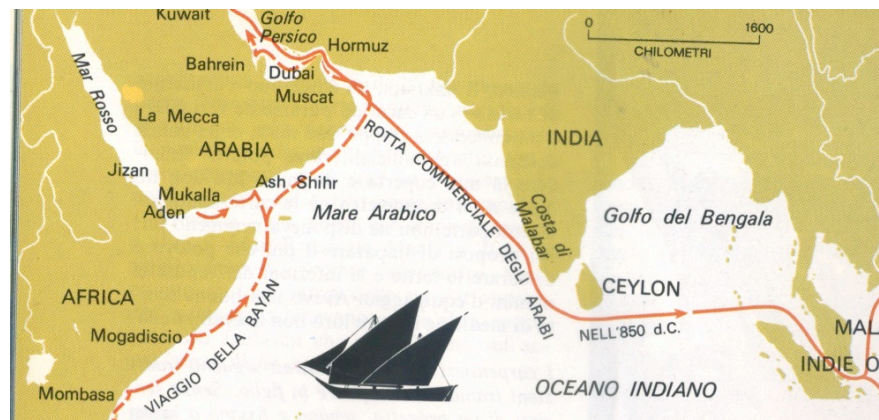 Kuwait
Golfo
Persico
Hormuz
Bahrein
Dubai
Muscat
0
1600
CHILOMETRI
Mar Rosso
La Mecca
ARABIA
INDIA
Jizan
Mukalla
Ash Shihr
Aden
Mare Arabico
ROTTA COMMERCIALE DEGLI ARABI
NELL'850 d.C.
Costa di
Malabar
Golfo del Bengala
CEYLON
AFRICA
Mogadiscio
Mombasa
VIAGGIO DELLA BAYAN
OCEANO INDIANO
MAL
INDIE O